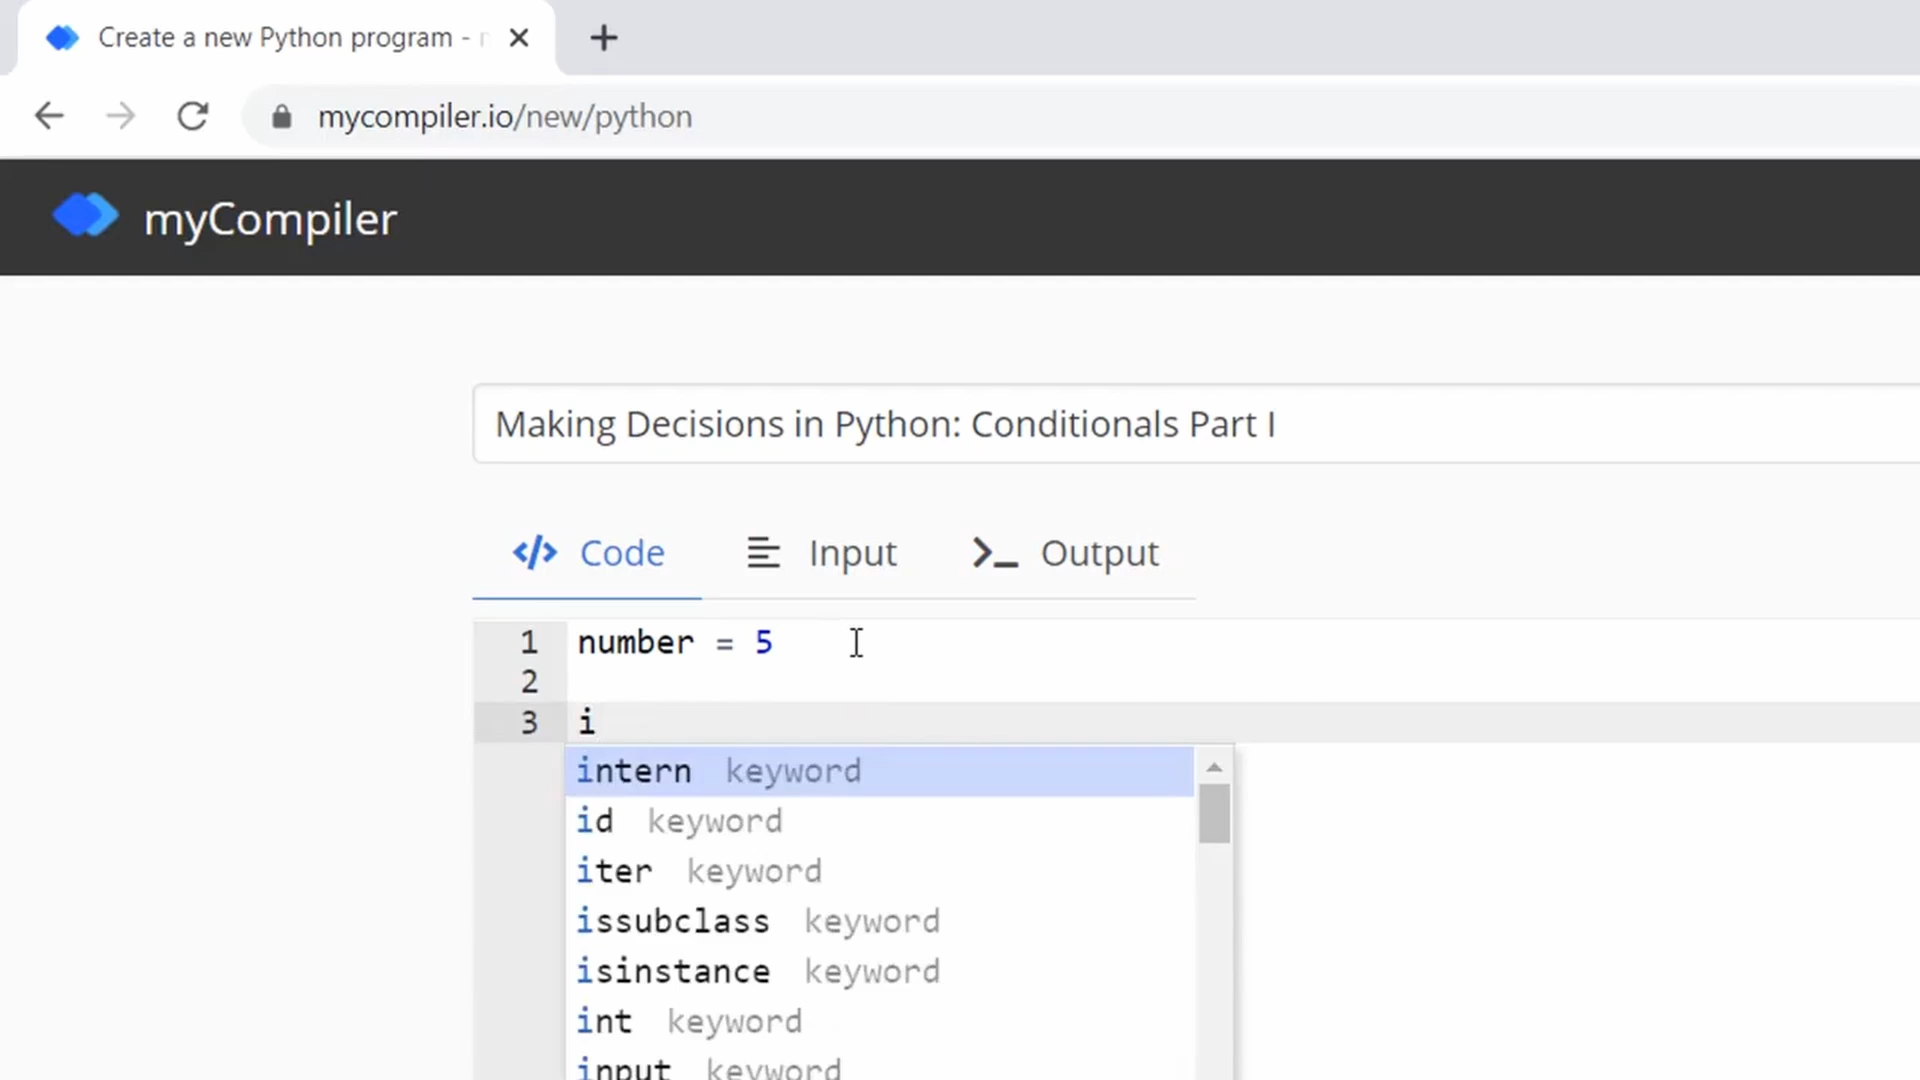 Create a new Python program -
mycompiler.io/new/python
myCompiler
Making Decisions in Python: Conditionals Part I
</> Code Input >_ Output
1 number = 5
2
3 i
intern keyword
id keyword
iter keyword
issubclass keyword
isinstance keyword
int keyword
input keyword